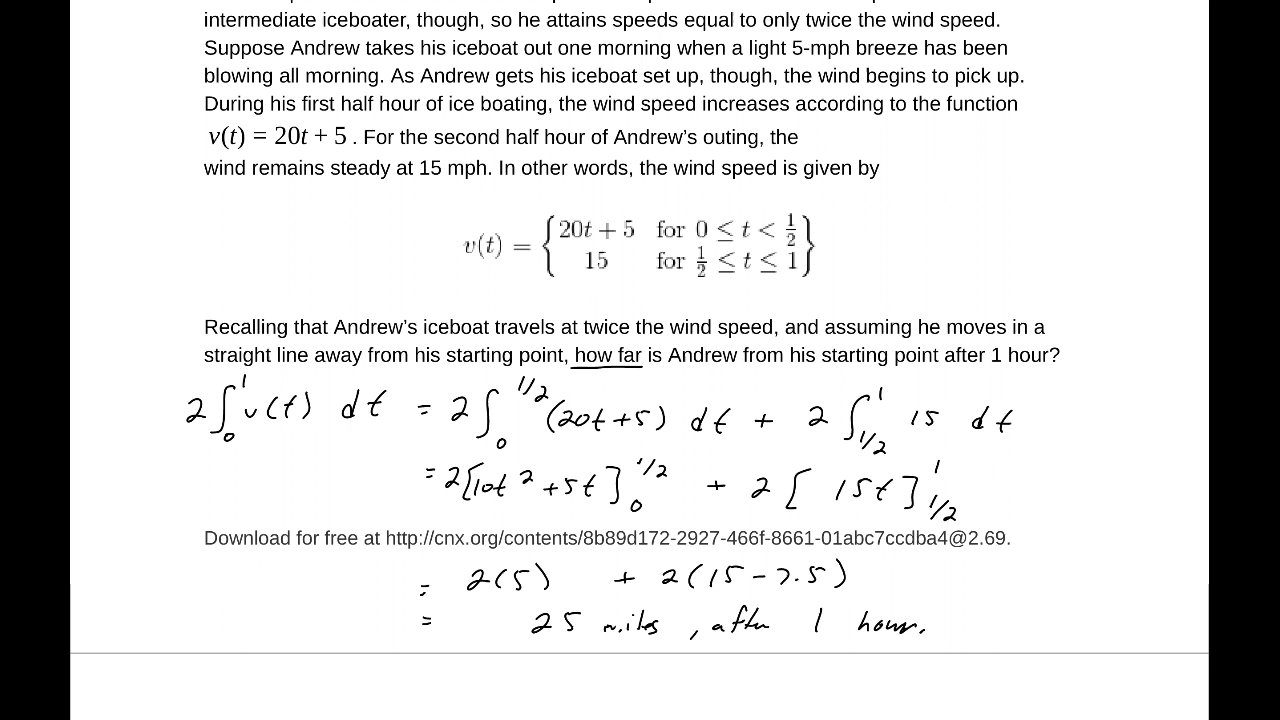 intermediate iceboater, though, so he attains speeds equal to only twice the wind speed.
Suppose Andrew takes his iceboat out one morning when a light 5-mph breeze has been
blowing all morning. As Andrew gets his iceboat set up, though, the wind begins to pick up.
During his first half hour of ice boating, the wind speed increases according to the function
v(t) = 20t + 5 . For the second half hour of Andrew's outing, the
wind remains steady at 15 mph. In other words, the wind speed is given by
v(t) = { 20t + 5 for 0 ≤ t < 1/2
15 for 1/2 ≤ t ≤ 1 }
Recalling that Andrew's iceboat travels at twice the wind speed, and assuming he moves in a
straight line away from his starting point, how far is Andrew from his starting point after 1 hour?
2∫₀¹ v(t) dt = 2∫₀^1/2 (20t+5) dt + 2∫_1/2^1 15 dt
= 2[10t² + 5t]₀^1/2 + 2[15t]_1/2^1
Download for free at http://cnx.org/contents/8b89d172-2927-466f-8661-01abc7ccdba4@2.69.
= 2(5) + 2(15 - 7.5)
= 25 miles, after 1 hour.